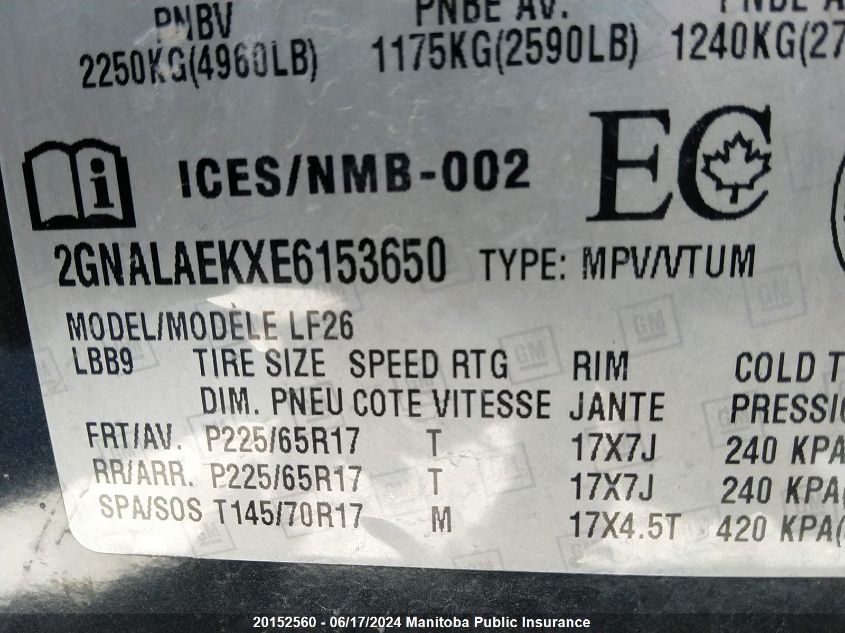 PNBV PNBE AV.
2250KG(4960LB) 1175KG(2590LB) 1240KG(27
i ICES/NMB-002 EC
2GNALAEKXE6153650 TYPE: MPV/VTUM
MODEL/MODÈLE LF26
LBB9 TIRE SIZE SPEED RTG RIM COLD T
DIM. PNEU COTE VITESSE JANTE PRESSIO
FRT/AV. P225/65R17 T 17X7J 240 KPA
RR/ARR. P225/65R17 T 17X7J 240 KPA(
SPA/SOS T145/70R17 M 17X4.5T 420 KPA(
GM
20152560 - 06/17/2024 Manitoba Public Insurance